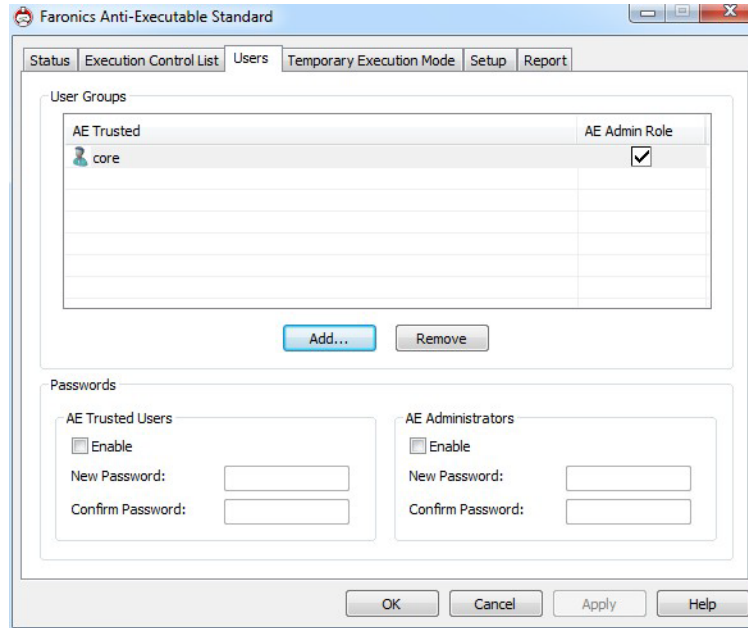 Faronics Anti-Executable Standard
Status Execution Control List Users Temporary Execution Mode Setup Report
User Groups
AE Trusted AE Admin Role
core
Add... Remove
Passwords
AE Trusted Users AE Administrators
Enable Enable
New Password: New Password:
Confirm Password: Confirm Password:
OK Cancel Apply Help